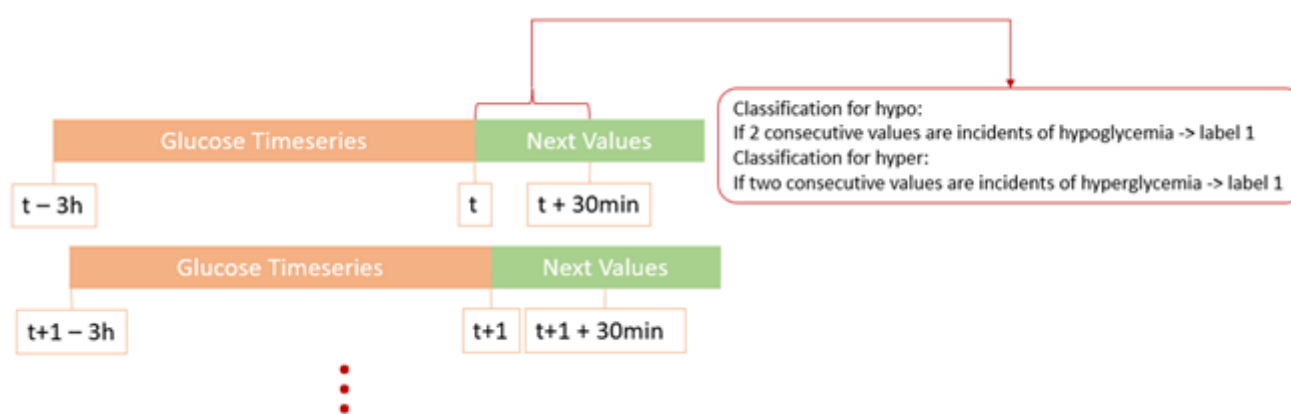 Classification for hypo:
If 2 consecutive values are incidents of hypoglycemia -> label 1
Classification for hyper:
If two consecutive values are incidents of hyperglycemia -> label 1
Glucose Timeseries
Next Values
t – 3h
t
t + 30min
Glucose Timeseries
Next Values
t+1 – 3h
t+1
t+1 + 30min